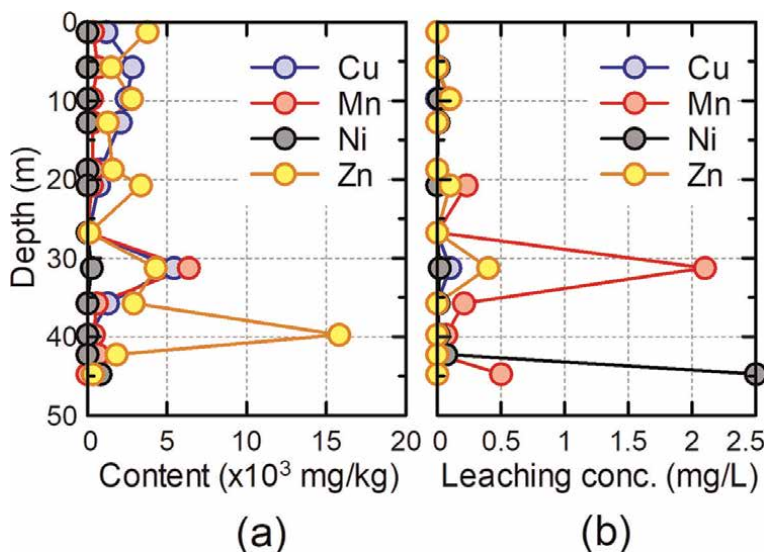 0
10
20
30
40
50
Depth (m)
Cu
Mn
Ni
Zn
0 5 10 15 20
Content (x10³ mg/kg)
(a)
Cu
Mn
Ni
Zn
0 0.5 1 1.5 2 2.5
Leaching conc. (mg/L)
(b)